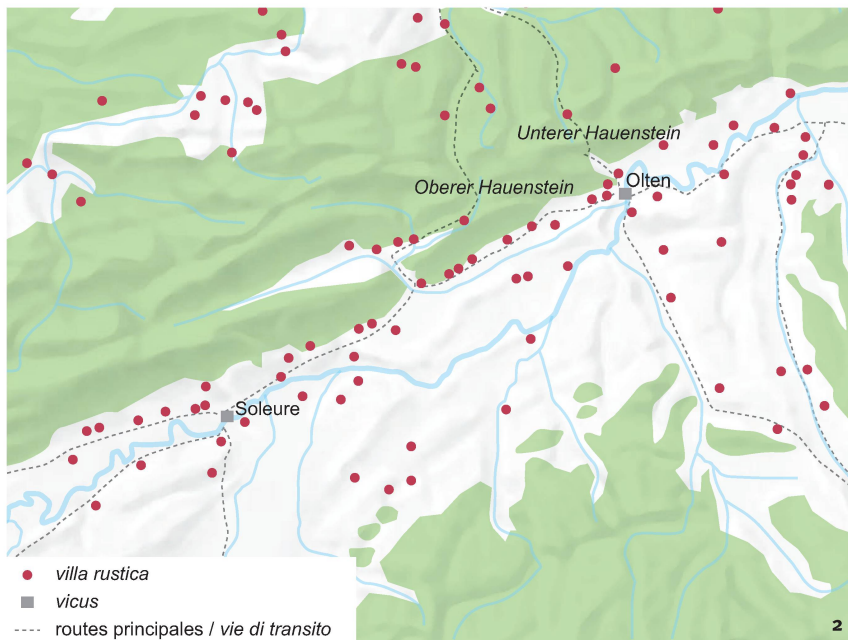 Unterer Hauenstein
Oberer Hauenstein
Olten
Soleure
villa rustica
vicus
routes principales / vie di transito
2